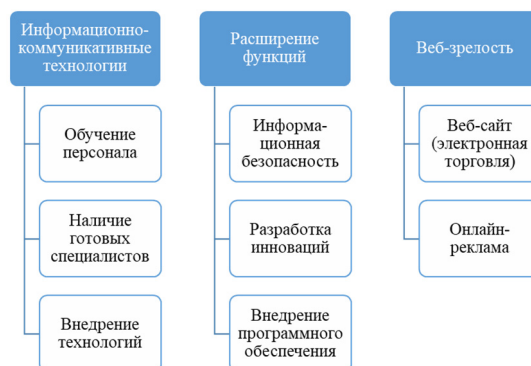 Информационно-
коммуникативные
технологии
Обучение
персонала
Наличие
готовых
специалистов
Внедрение
технологий
Расширение
функций
Информа-
ционная
безопасность
Разработка
инноваций
Внедрение
программного
обеспечения
Веб-зрелость
Веб-сайт
(электронная
торговля)
Онлайн-
реклама